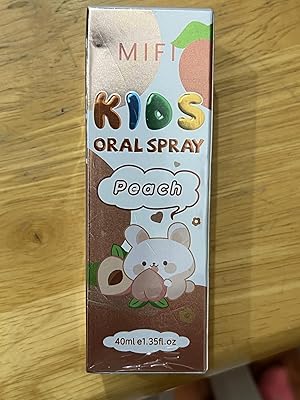 MIFI
KIDS
ORAL SPRAY
Peach
40ml e1.35fl.oz